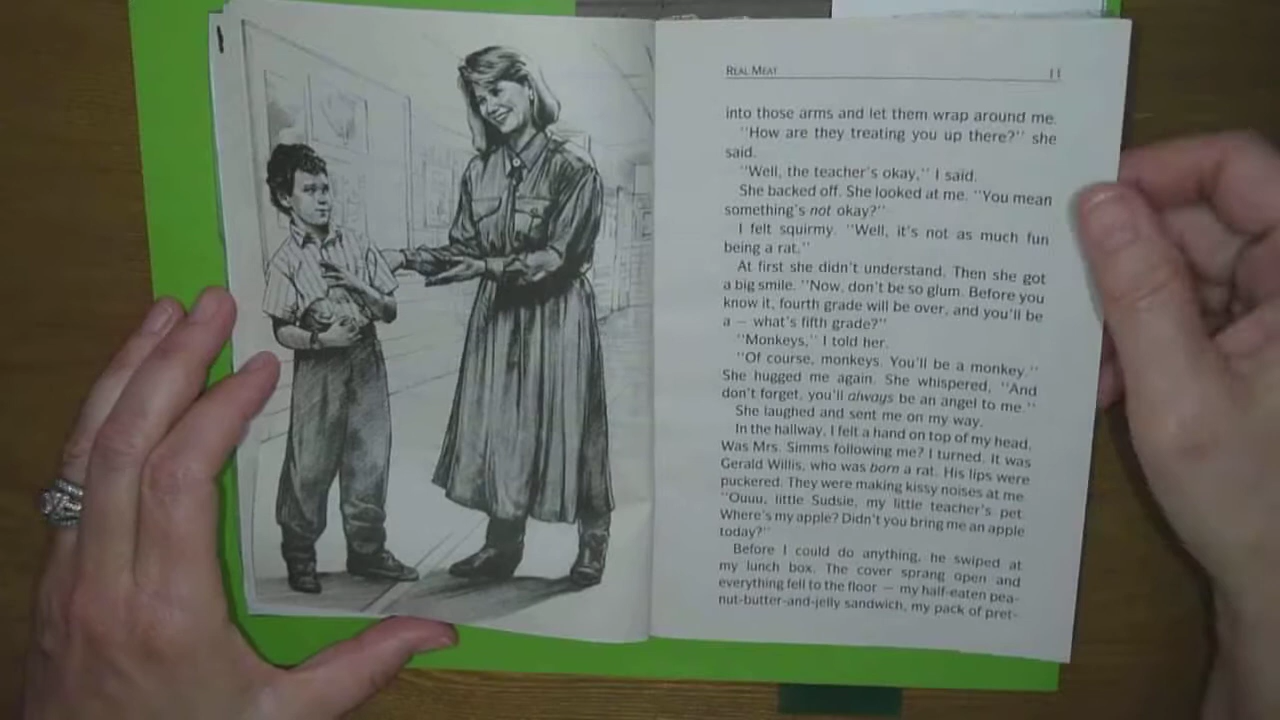 REAL MEAT 11
into those arms and let them wrap around me.
"How are they treating you up there?" she
said.
"Well, the teacher's okay," I said.
She backed off. She looked at me. "You mean
something's not okay?"
I felt squirmy. "Well, it's not as much fun
being a rat."
At first she didn't understand. Then she got
a big smile. "Now, don't be so glum. Before you
know it, fourth grade will be over, and you'll be
a — what's fifth grade?"
"Monkeys," I told her.
"Of course, monkeys. You'll be a monkey."
She hugged me again. She whispered, "And
don't forget, you'll always be an angel to me."
She laughed and sent me on my way.
In the hallway, I felt a hand on top of my head.
Was Mrs. Simms following me? I turned. It was
Gerald Willis, who was born a rat. His lips were
puckered. They were making kissy noises at me.
"Ouuu, little Sudsie, my little teacher's pet.
Where's my apple? Didn't you bring me an apple
today?"
Before I could do anything, he swiped at
my lunch box. The cover sprang open and
everything fell to the floor — my half-eaten pea-
nut-butter-and-jelly sandwich, my pack of pret-